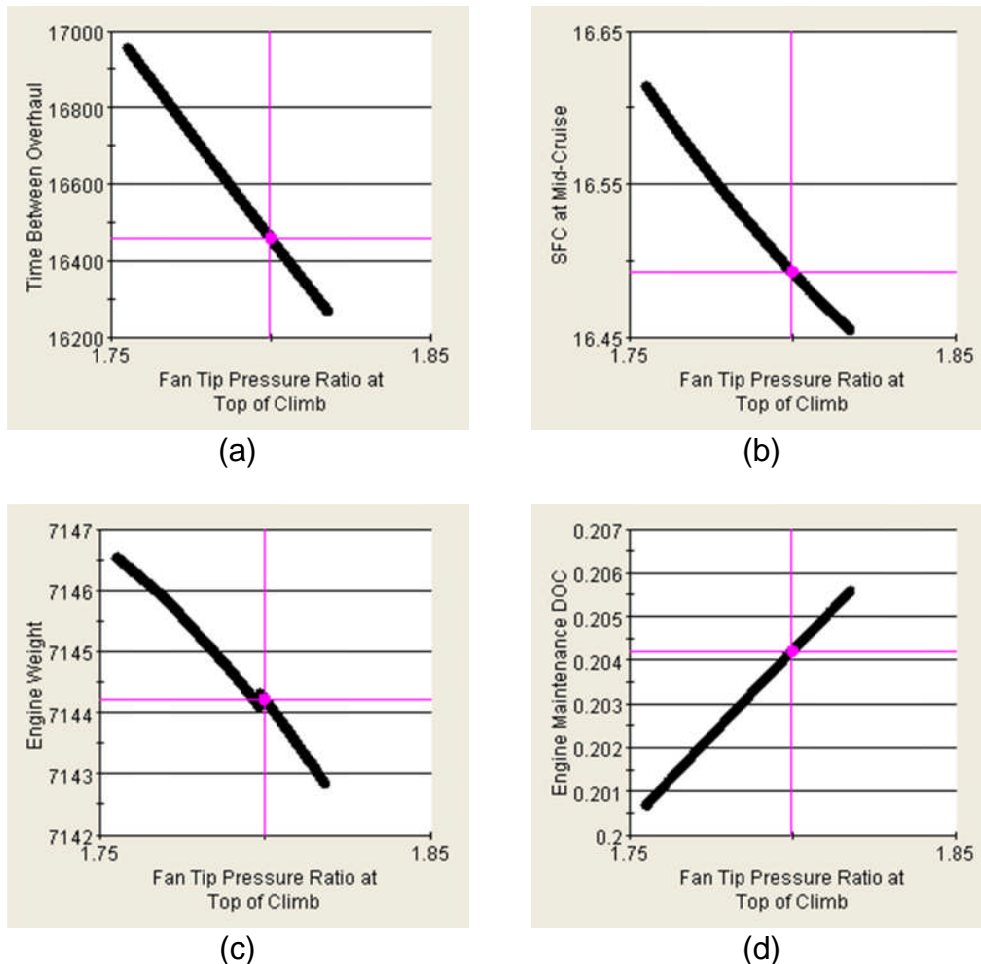 17000
16800
16600
16400
16200
Time Between Overhaul
1.75
1.85
Fan Tip Pressure Ratio at
Top of Climb
(a)
16.65
16.55
16.45
SFC at Mid-Cruise
1.75
1.85
Fan Tip Pressure Ratio at
Top of Climb
(b)
7147
7146
7145
7144
7143
7142
Engine Weight
1.75
1.85
Fan Tip Pressure Ratio at
Top of Climb
(c)
0.207
0.206
0.205
0.204
0.203
0.202
0.201
0.2
Engine Maintenance DOC
1.75
1.85
Fan Tip Pressure Ratio at
Top of Climb
(d)